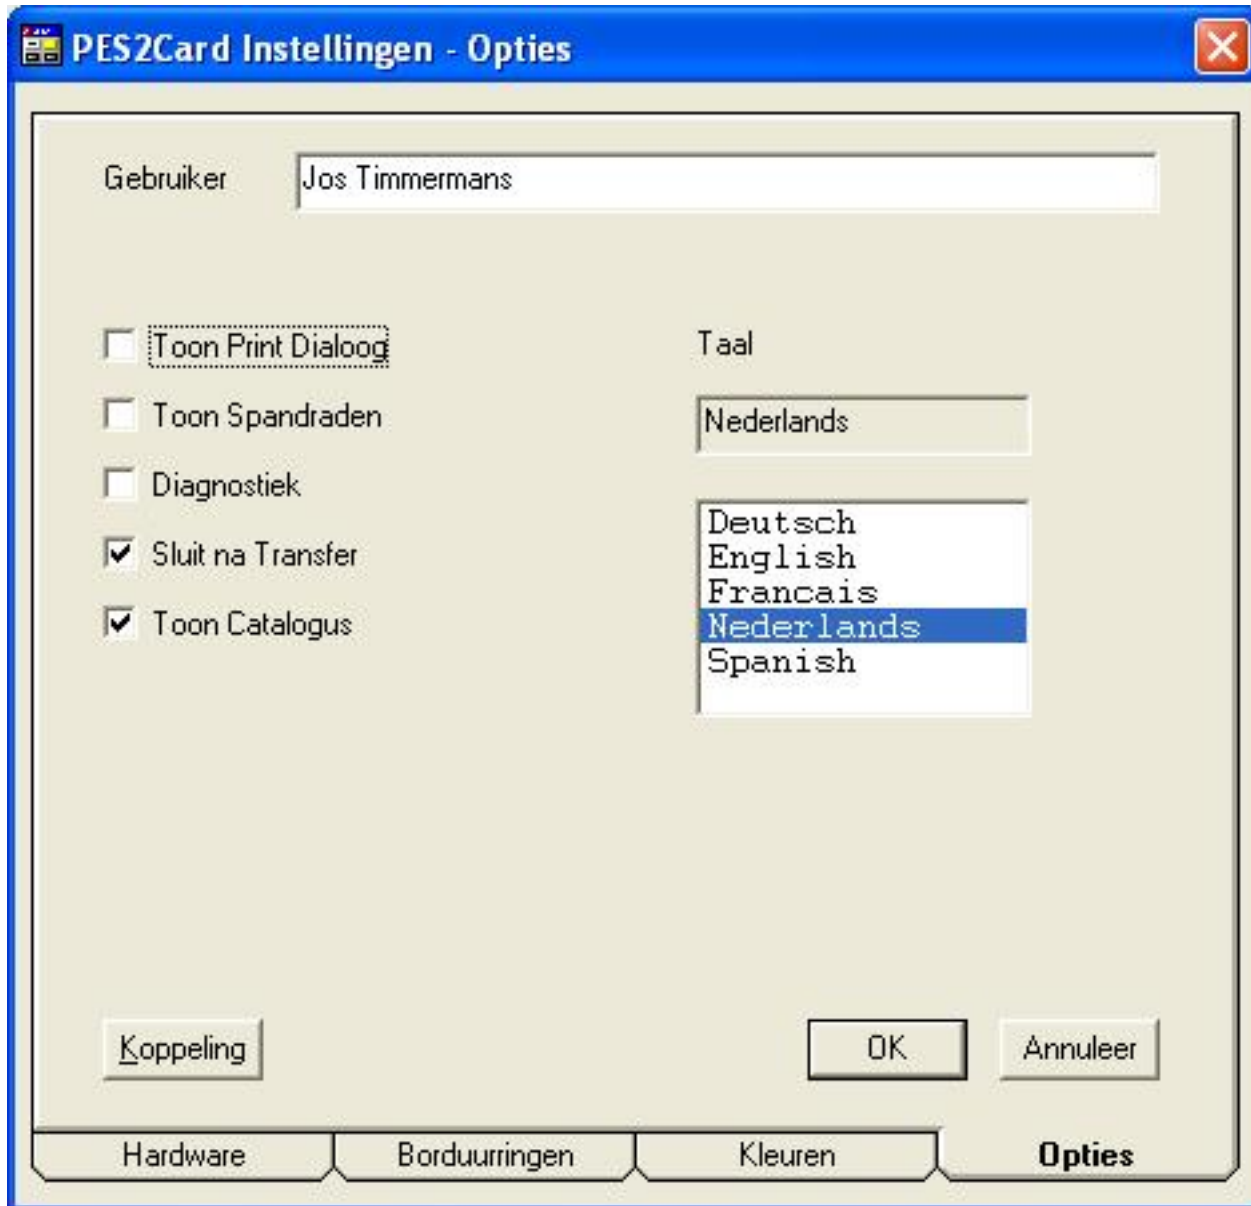 PES2Card Instellingen - Opties
Gebruiker
Jos Timmermans
Toon Print Dialoog
Toon Spandraden
Diagnostiek
Sluit na Transfer
Toon Catalogus
Taal
Nederlands
Deutsch
English
Francais
Nederlands
Spanish
Koppeling
OK
Annuleer
Hardware
Borduurringen
Kleuren
Opties